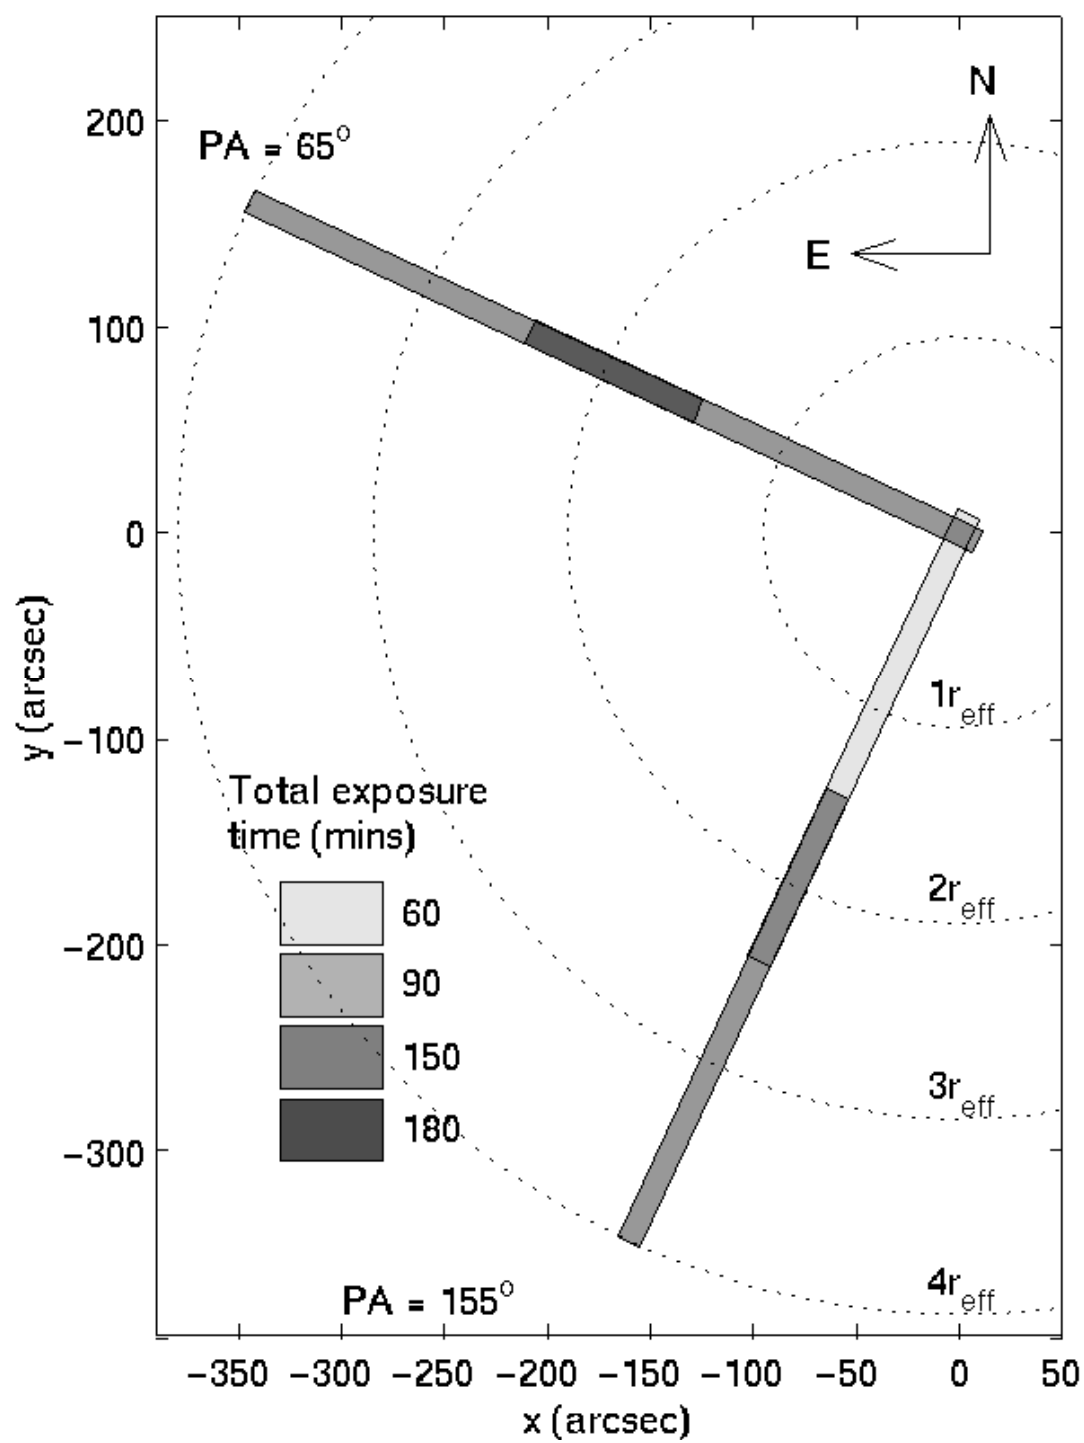 N
200
PA = 65°
E
100
0
1r_eff
y (arcsec)
−100
Total exposure
time (mins)
60
2r_eff
−200
90
150
3r_eff
180
−300
4r_eff
PA = 155°
−350 −300 −250 −200 −150 −100 −50 0 50
x (arcsec)